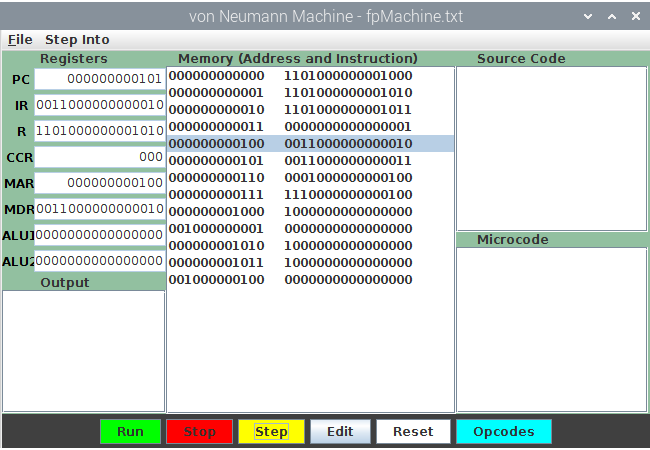 von Neumann Machine - fpMachine.txt
File Step Into
Registers
PC 000000000101
IR 0011000000000010
R 1101000000001010
CCR 000
MAR 000000000100
MDR 0011000000000010
ALU1 0000000000000000
ALU2 0000000000000000
Output
Memory (Address and Instruction)
000000000000 1101000000001000
000000000001 1101000000001010
000000000010 1101000000001011
000000000011 0000000000000001
000000000100 0011000000000010
000000000101 0011000000000011
000000000110 0001000000000100
000000000111 1110000000000100
000000001000 1000000000000000
001000000001 0000000000000000
000000001010 1000000000000000
000000001011 1000000000000000
001000000100 0000000000000000
Source Code
Microcode
Run Stop Step Edit Reset Opcodes